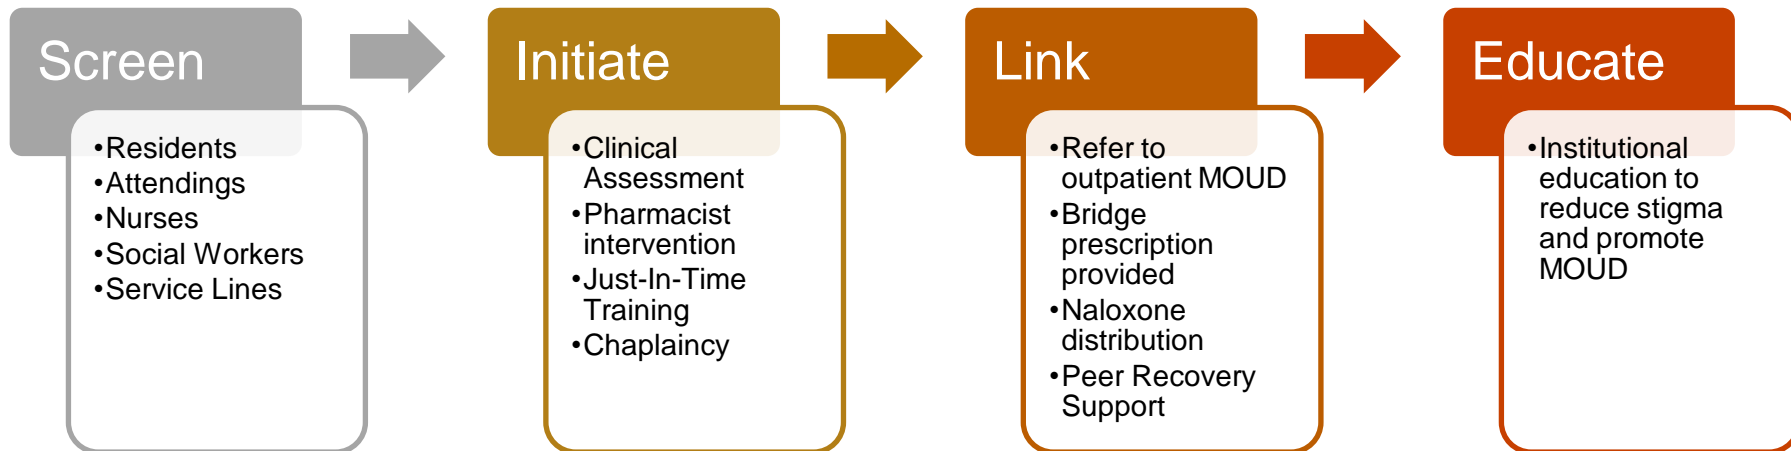 Screen
•Residents
•Attendings
•Nurses
•Social Workers
•Service Lines
Initiate
•Clinical
Assessment
•Pharmacist
intervention
•Just-In-Time
Training
•Chaplaincy
Link
•Refer to
outpatient MOUD
•Bridge
prescription
provided
•Naloxone
distribution
•Peer Recovery
Support
Educate
•Institutional
education to
reduce stigma
and promote
MOUD